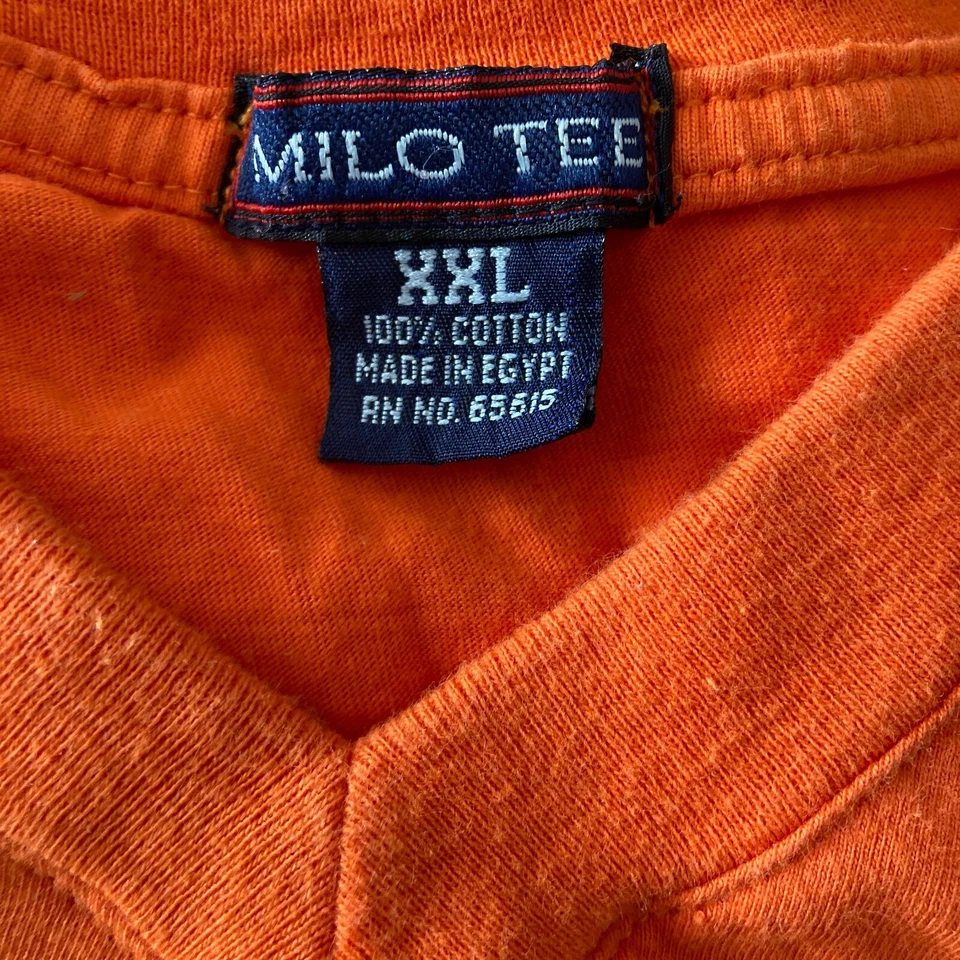 MILO TEE
XXL
100% COTTON
MADE IN EGYPT
RN NO. 65615